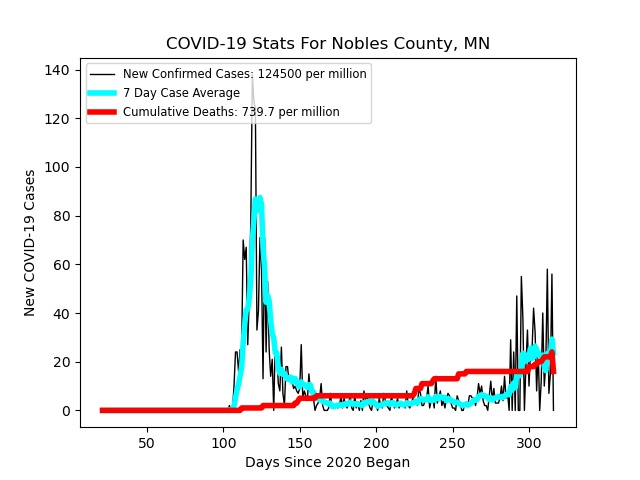 COVID-19 Stats For Nobles County, MN
New Confirmed Cases: 124500 per million
7 Day Case Average
Cumulative Deaths: 739.7 per million
New COVID-19 Cases
140
120
100
80
60
40
20
0
50
100
150
200
250
300
Days Since 2020 Began